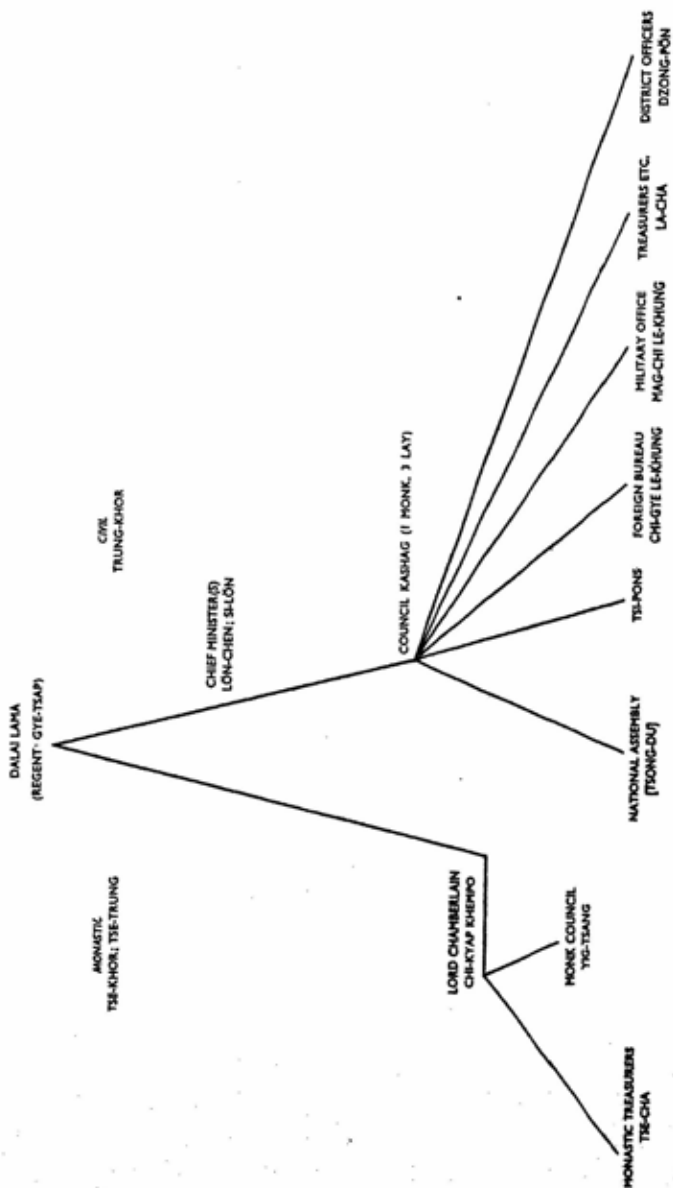 DALAI LAMA
(REGENT· GYE-TSAP)
MONASTIC
TSE-KHOR; TSE-TRUNG
CIVIL
TRUNG-KHOR
CHIEF MINISTER(S)
LÖN-CHEN; SI-LÖN
LORD CHAMBERLAIN
CHI-KYAP KHEMPO
COUNCIL KASHAG (1 MONK, 3 LAY)
MONASTIC TREASURERS
TSE-CHA
MONK COUNCIL
YIG-TSANG
NATIONAL ASSEMBLY
[TSONG-DU]
TSI-PONS
FOREIGN BUREAU
CHI-GYE LE-KHUNG
MILITARY OFFICE
MAG-CHI LE-KHUNG
TREASURERS ETC.
LA-CHA
DISTRICT OFFICERS
DZONG-PÖN